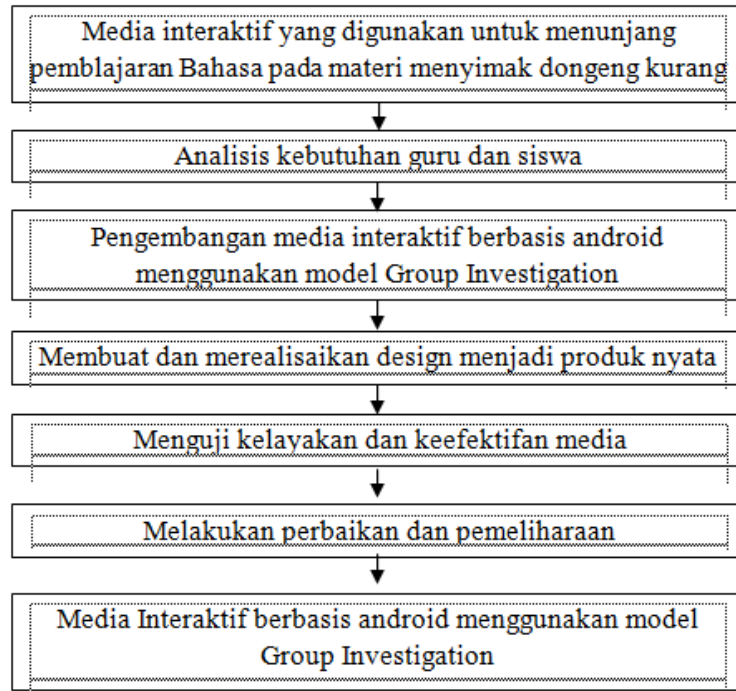 Media interaktif yang digunakan untuk menunjang
pemblajaran Bahasa pada materi menyimak dongeng kurang
Analisis kebutuhan guru dan siswa
Pengembangan media interaktif berbasis android
menggunakan model Group Investigation
Membuat dan merealisaikan design menjadi produk nyata
Menguji kelayakan dan keefektifan media
Melakukan perbaikan dan pemeliharaan
Media Interaktif berbasis android menggunakan model
Group Investigation